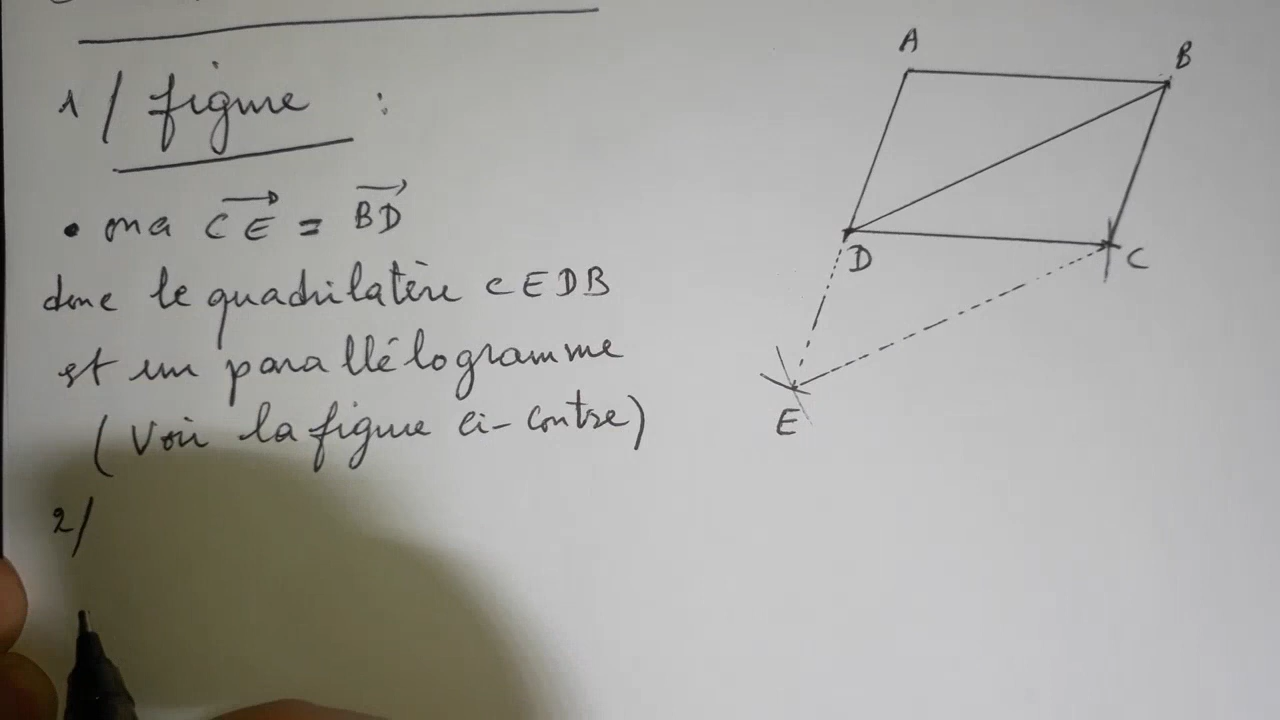 1/ figure :
• on a CE = BD
donc le quadrilatère CEDB
est un parallélogramme
(Voir la figure ci-contre)
2/
A
B
D
C
E